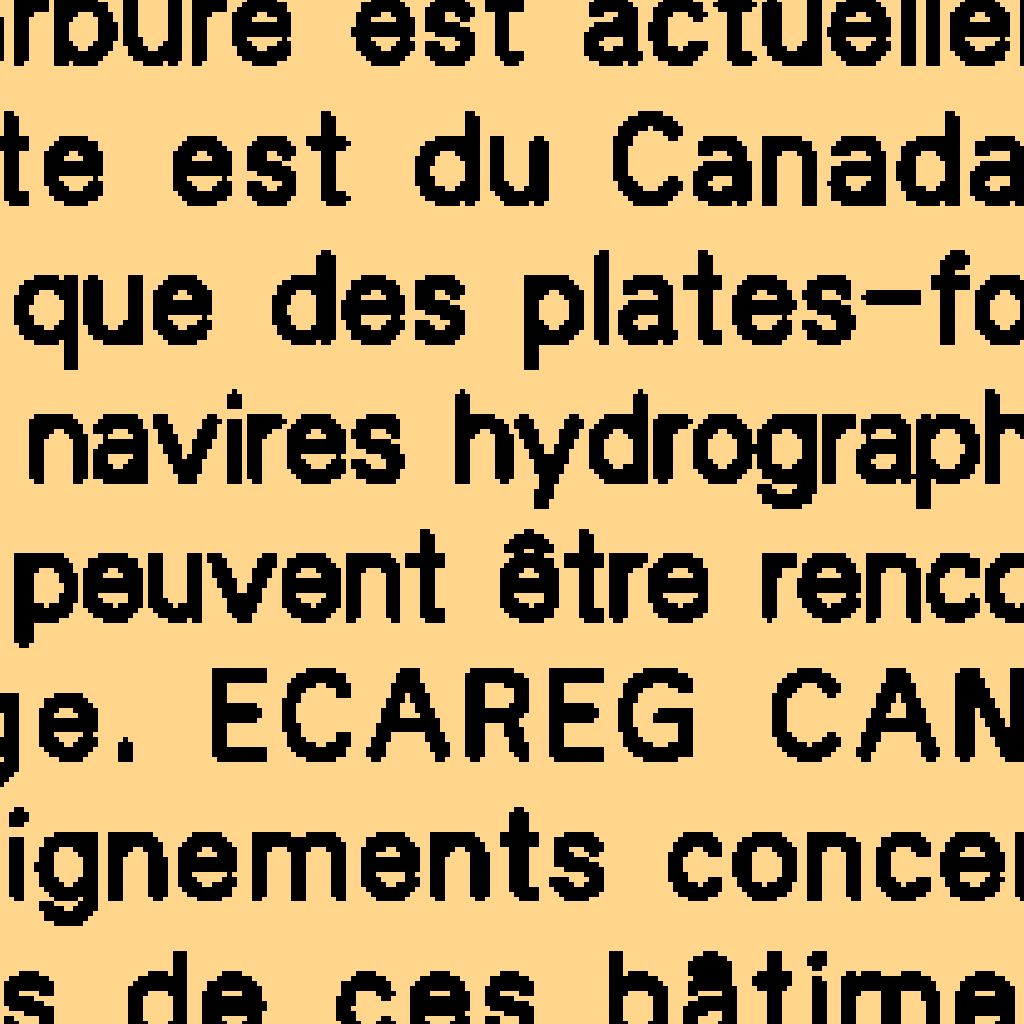 rbure est actuelle
te est du Canada
que des plates-fo
navires hydrograph
peuvent être renco
ge. ECAREG CAN
ignements concer
s de ces bâtime